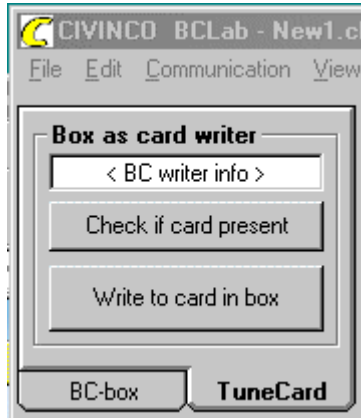 CIVINCO BCLab - New1.c
File Edit Communication View
Box as card writer
< BC writer info >
Check if card present
Write to card in box
BC-box TuneCard